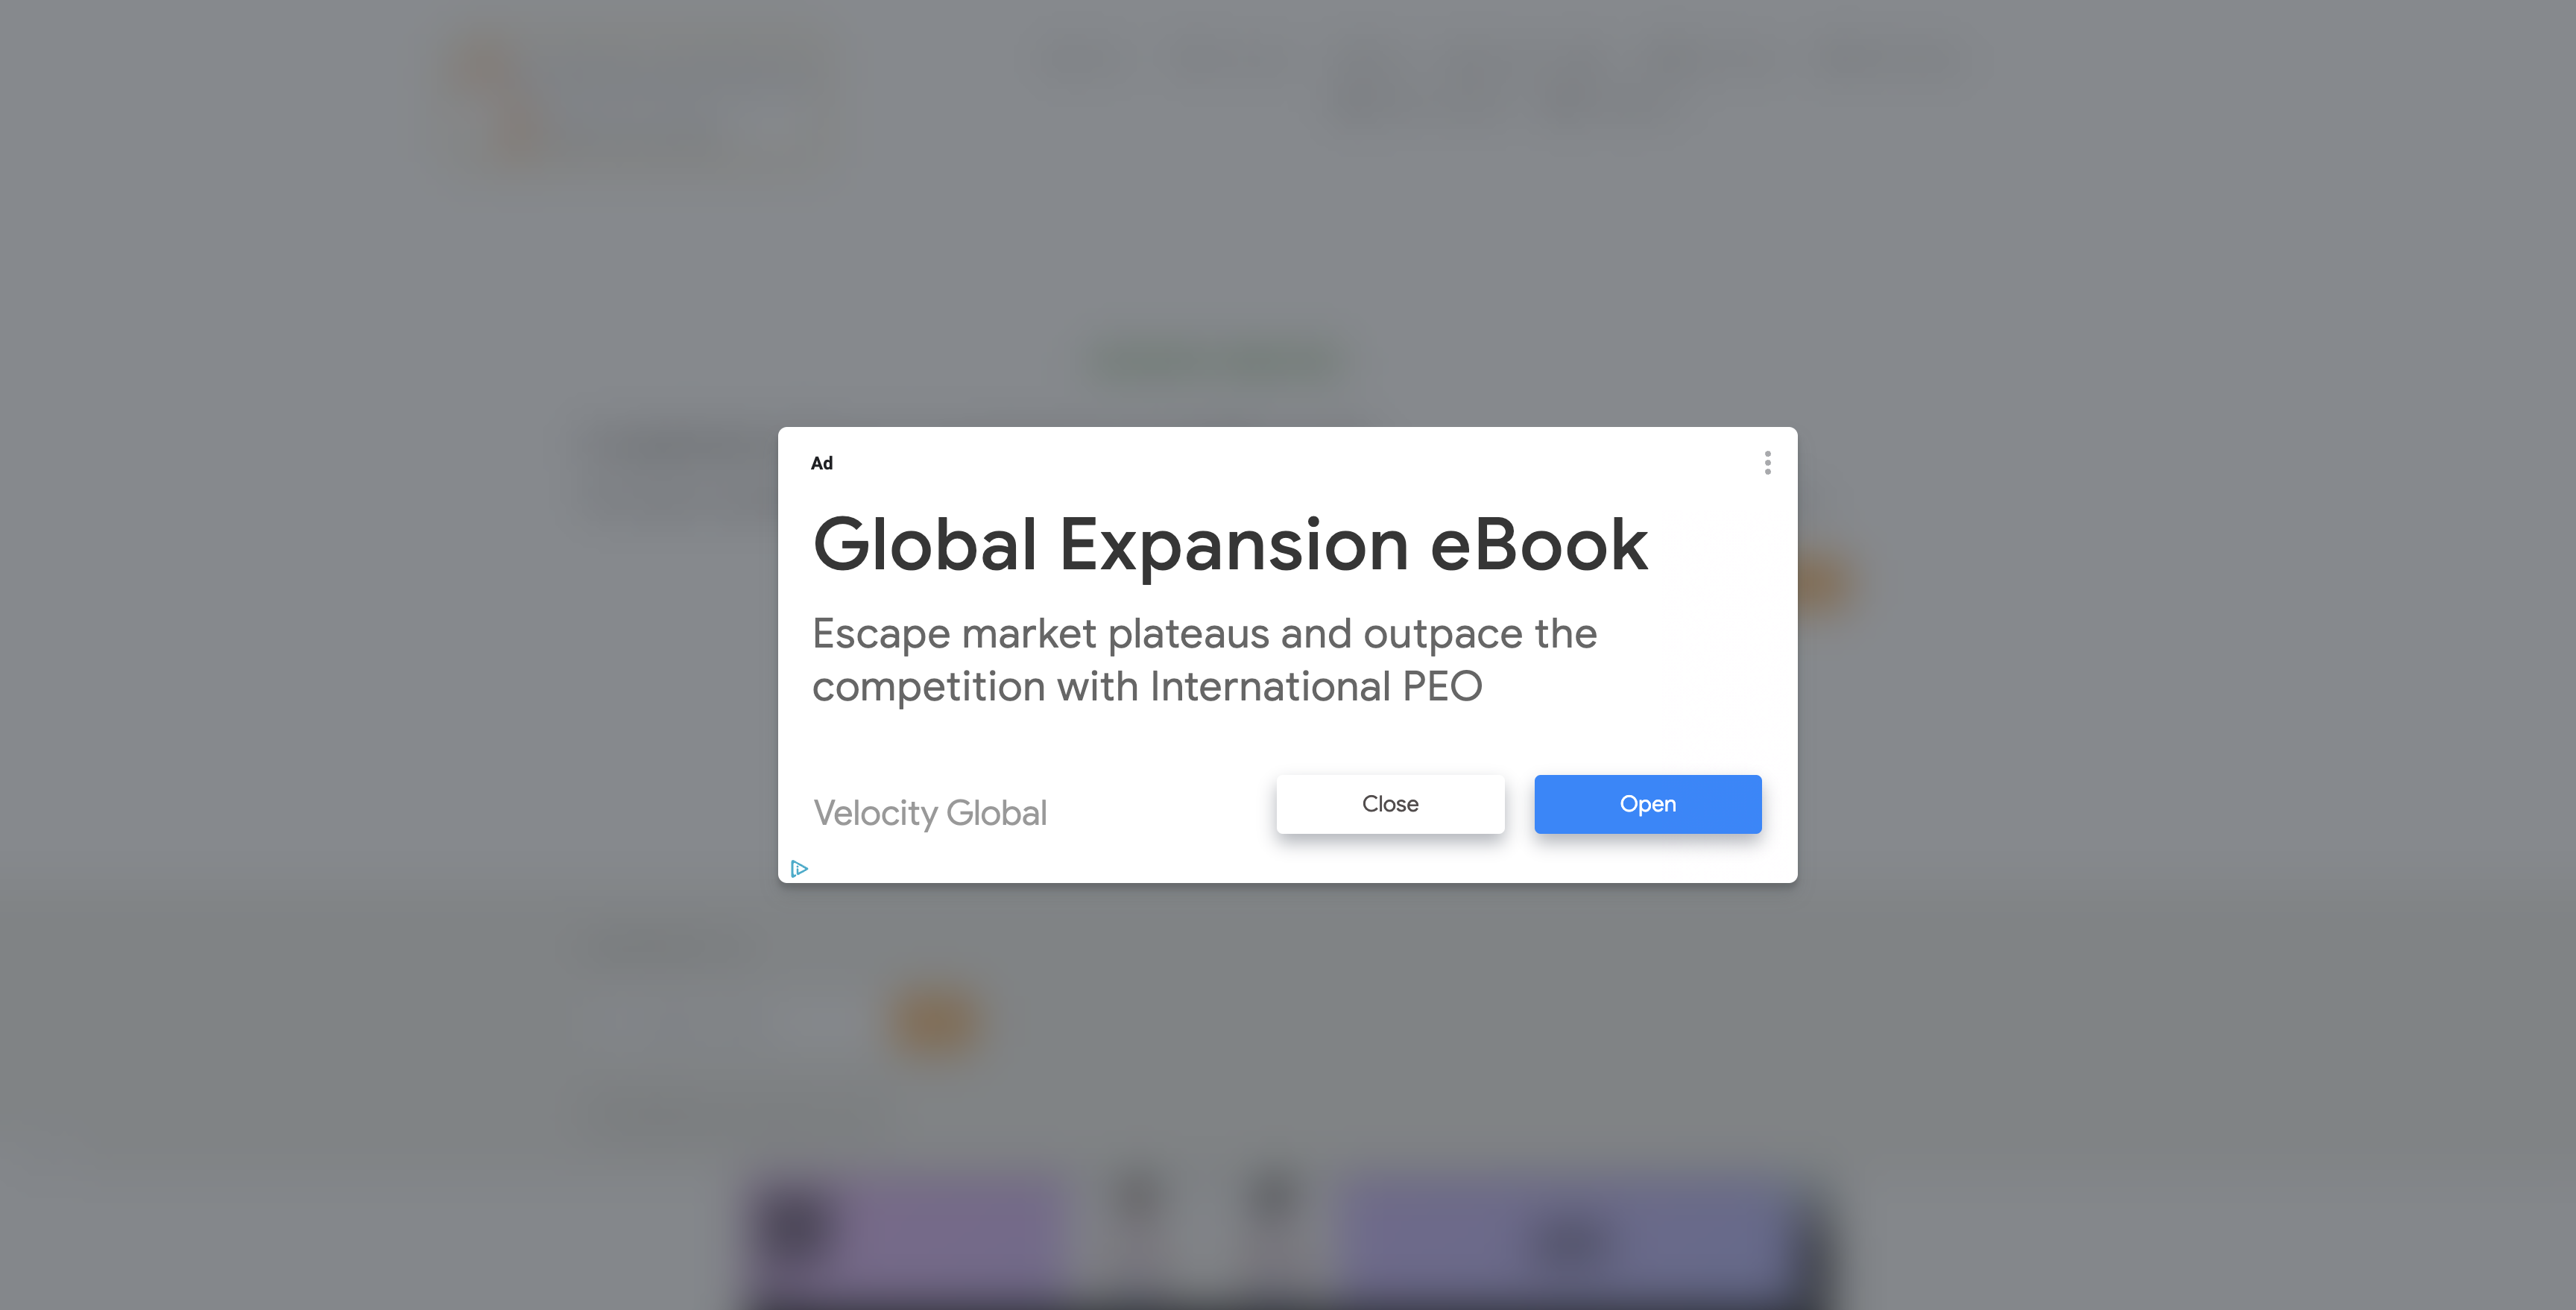 Ad
Global Expansion eBook
Escape market plateaus and outpace the
competition with International PEO
Velocity Global
Close
Open